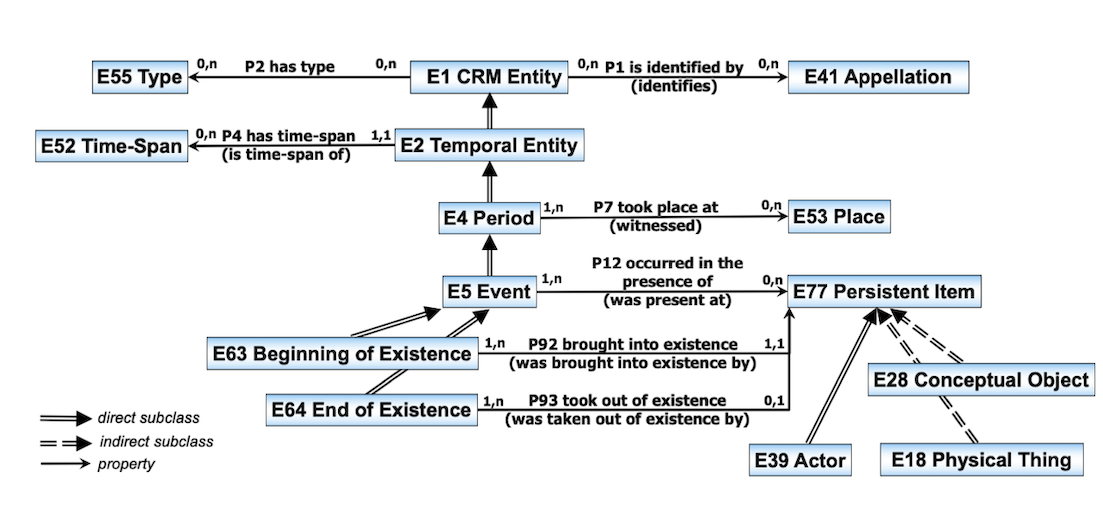 E55 Type
0,n
P2 has type
0,n
E1 CRM Entity
0,n
P1 is identified by
(identifies)
0,n
E41 Appellation
E52 Time-Span
0,n
P4 has time-span
(is time-span of)
1,1
E2 Temporal Entity
E4 Period
1,n
P7 took place at
(witnessed)
0,n
E53 Place
E5 Event
1,n
P12 occurred in the
presence of
(was present at)
0,n
E77 Persistent Item
E63 Beginning of Existence
1,n
P92 brought into existence
(was brought into existence by)
1,1
E64 End of Existence
1,n
P93 took out of existence
(was taken out of existence by)
0,1
E28 Conceptual Object
E39 Actor
E18 Physical Thing
direct subclass
indirect subclass
property